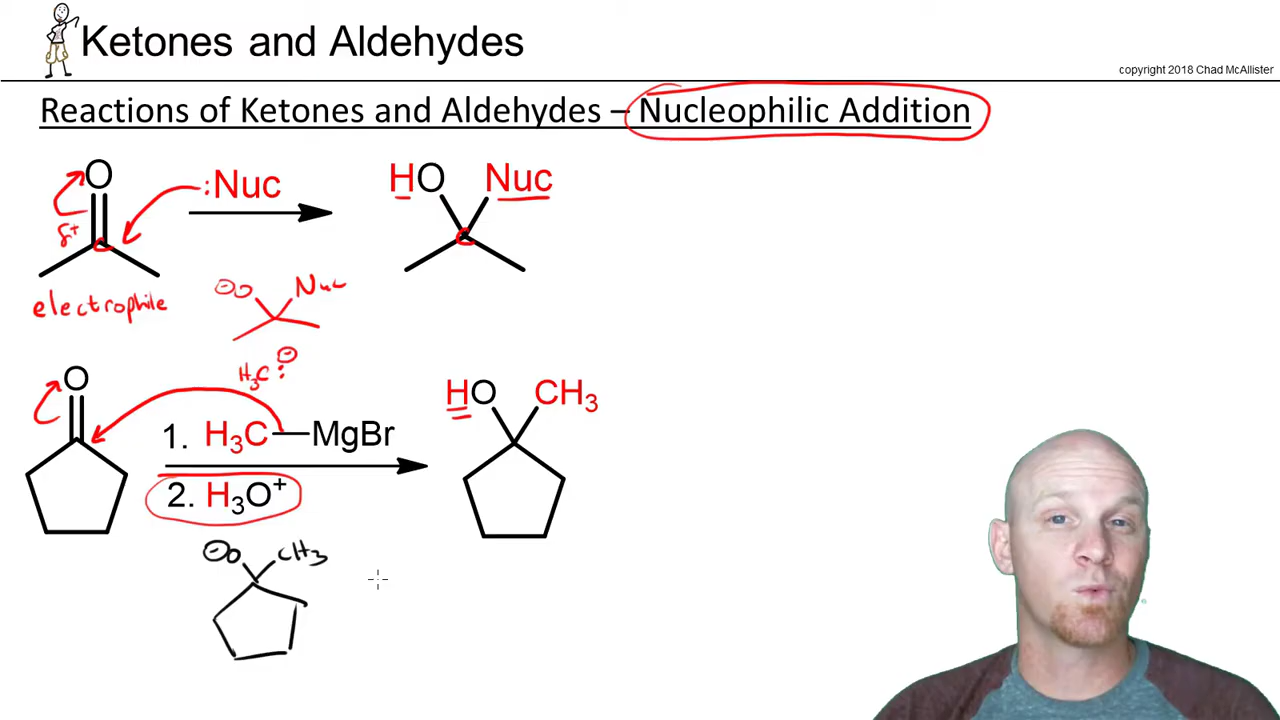 Ketones and Aldehydes
copyright 2018 Chad McAllister
Reactions of Ketones and Aldehydes – Nucleophilic Addition
O :Nuc HO Nuc
δ+
electrophile
⊖O Nuc
H₃C:⊖
O
1. H₃C—MgBr
2. H₃O⁺
HO CH₃
⊖O CH₃